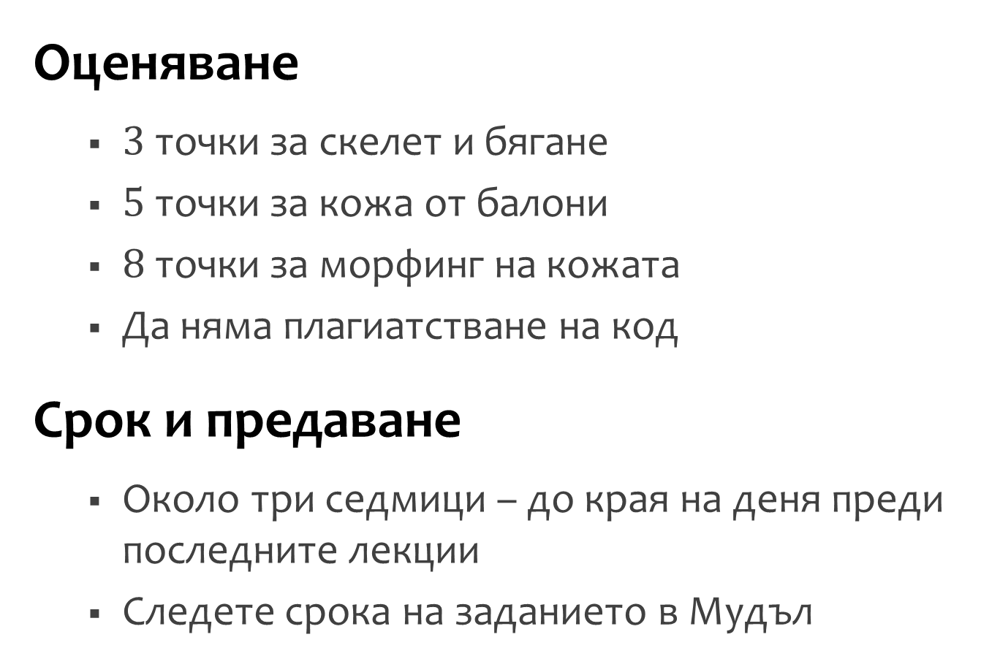 Оценяване
▪ 3 точки за скелет и бягане
▪ 5 точки за кожа от балони
▪ 8 точки за морфинг на кожата
▪ Да няма плагиатстване на код
Срок и предаване
▪ Около три седмици – до края на деня преди
последните лекции
▪ Следете срока на заданието в Мудъл